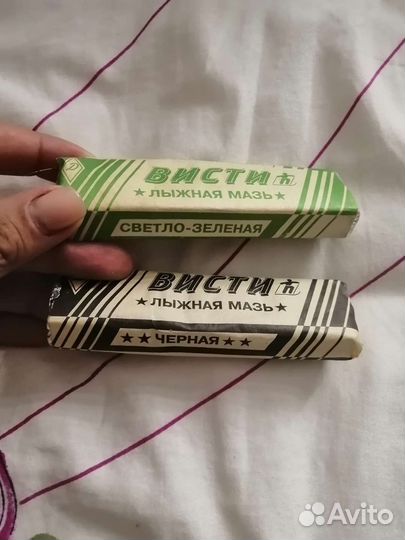 ВИСТИ
★ ЛЫЖНАЯ МАЗЬ ★
СВЕТЛО-ЗЕЛЕНАЯ
ВИСТИ
★ ЛЫЖНАЯ МАЗЬ ★
★ ★ ЧЕРНАЯ ★ ★
Avito